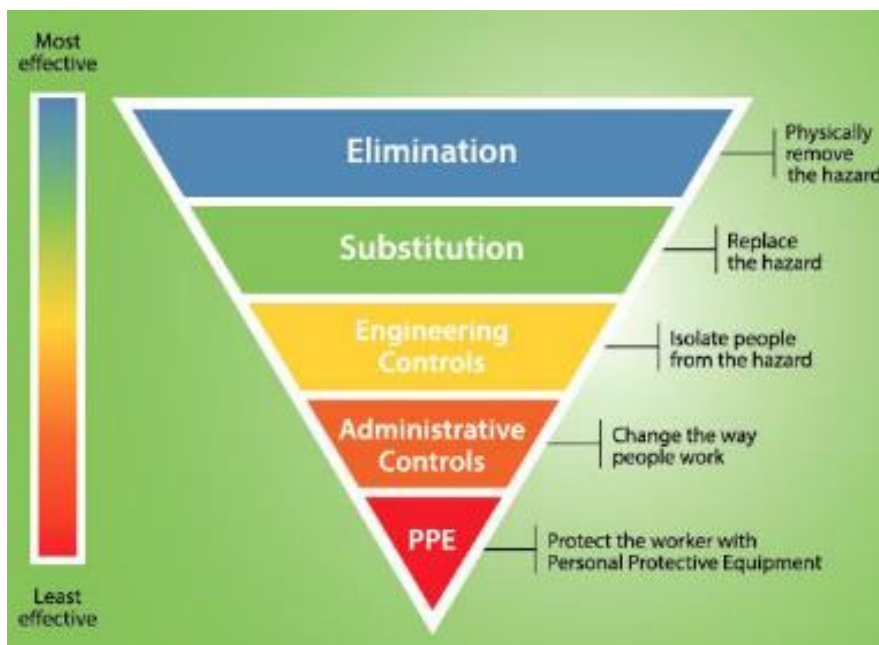 Most
effective
Elimination
Physically
remove
the hazard
Substitution
Replace
the hazard
Engineering
Controls
Isolate people
from the hazard
Administrative
Controls
Change the way
people work
PPE
Protect the worker with
Personal Protective Equipment
Least
effective